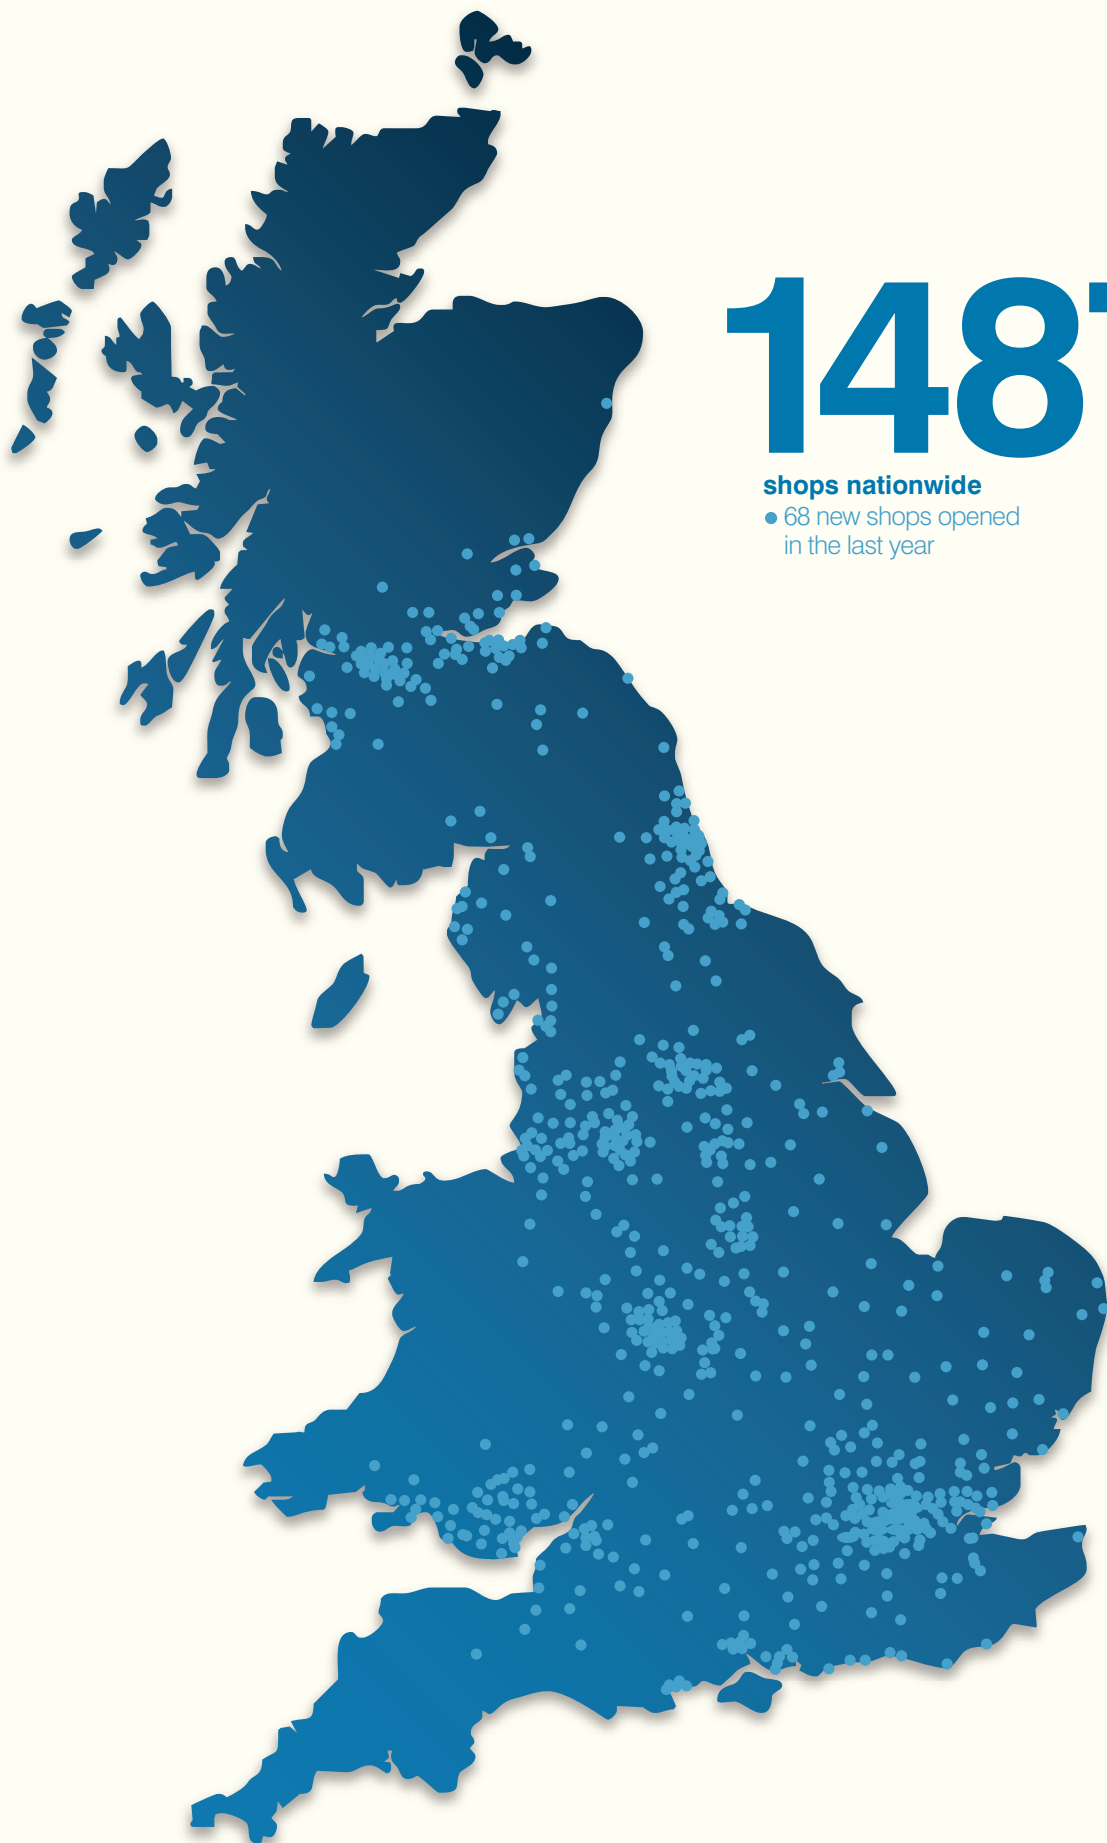 148
shops nationwide
● 68 new shops opened
in the last year